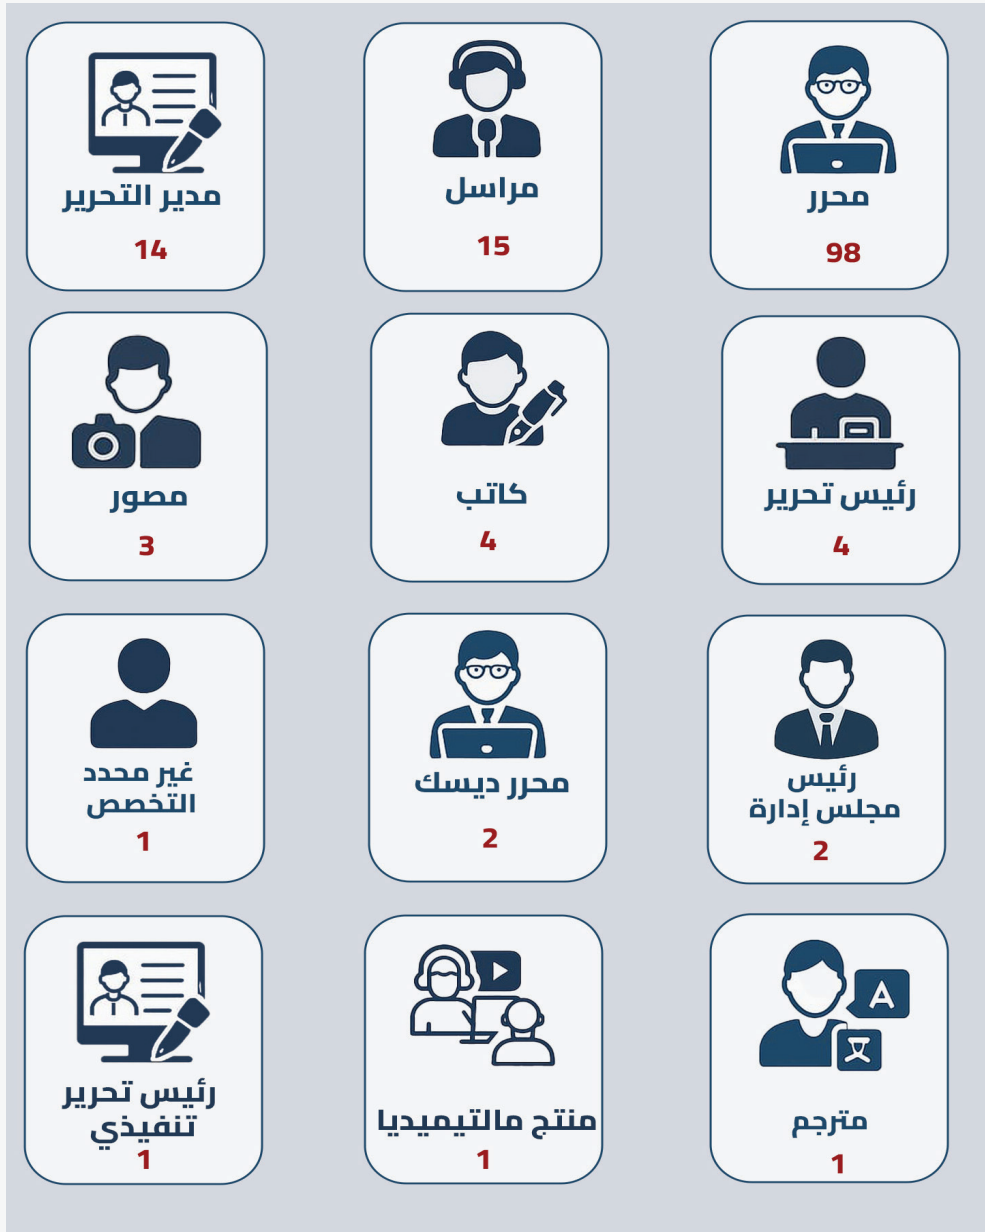 محرر
98
مراسل
15
مدير التحرير
14
رئيس تحرير
4
كاتب
4
مصور
3
رئيس
مجلس إدارة
2
محرر ديسك
2
غير محدد
التخصص
1
A
مترجم
1
منتج مالتيميديا
1
رئيس تحرير
تنفيذي
1